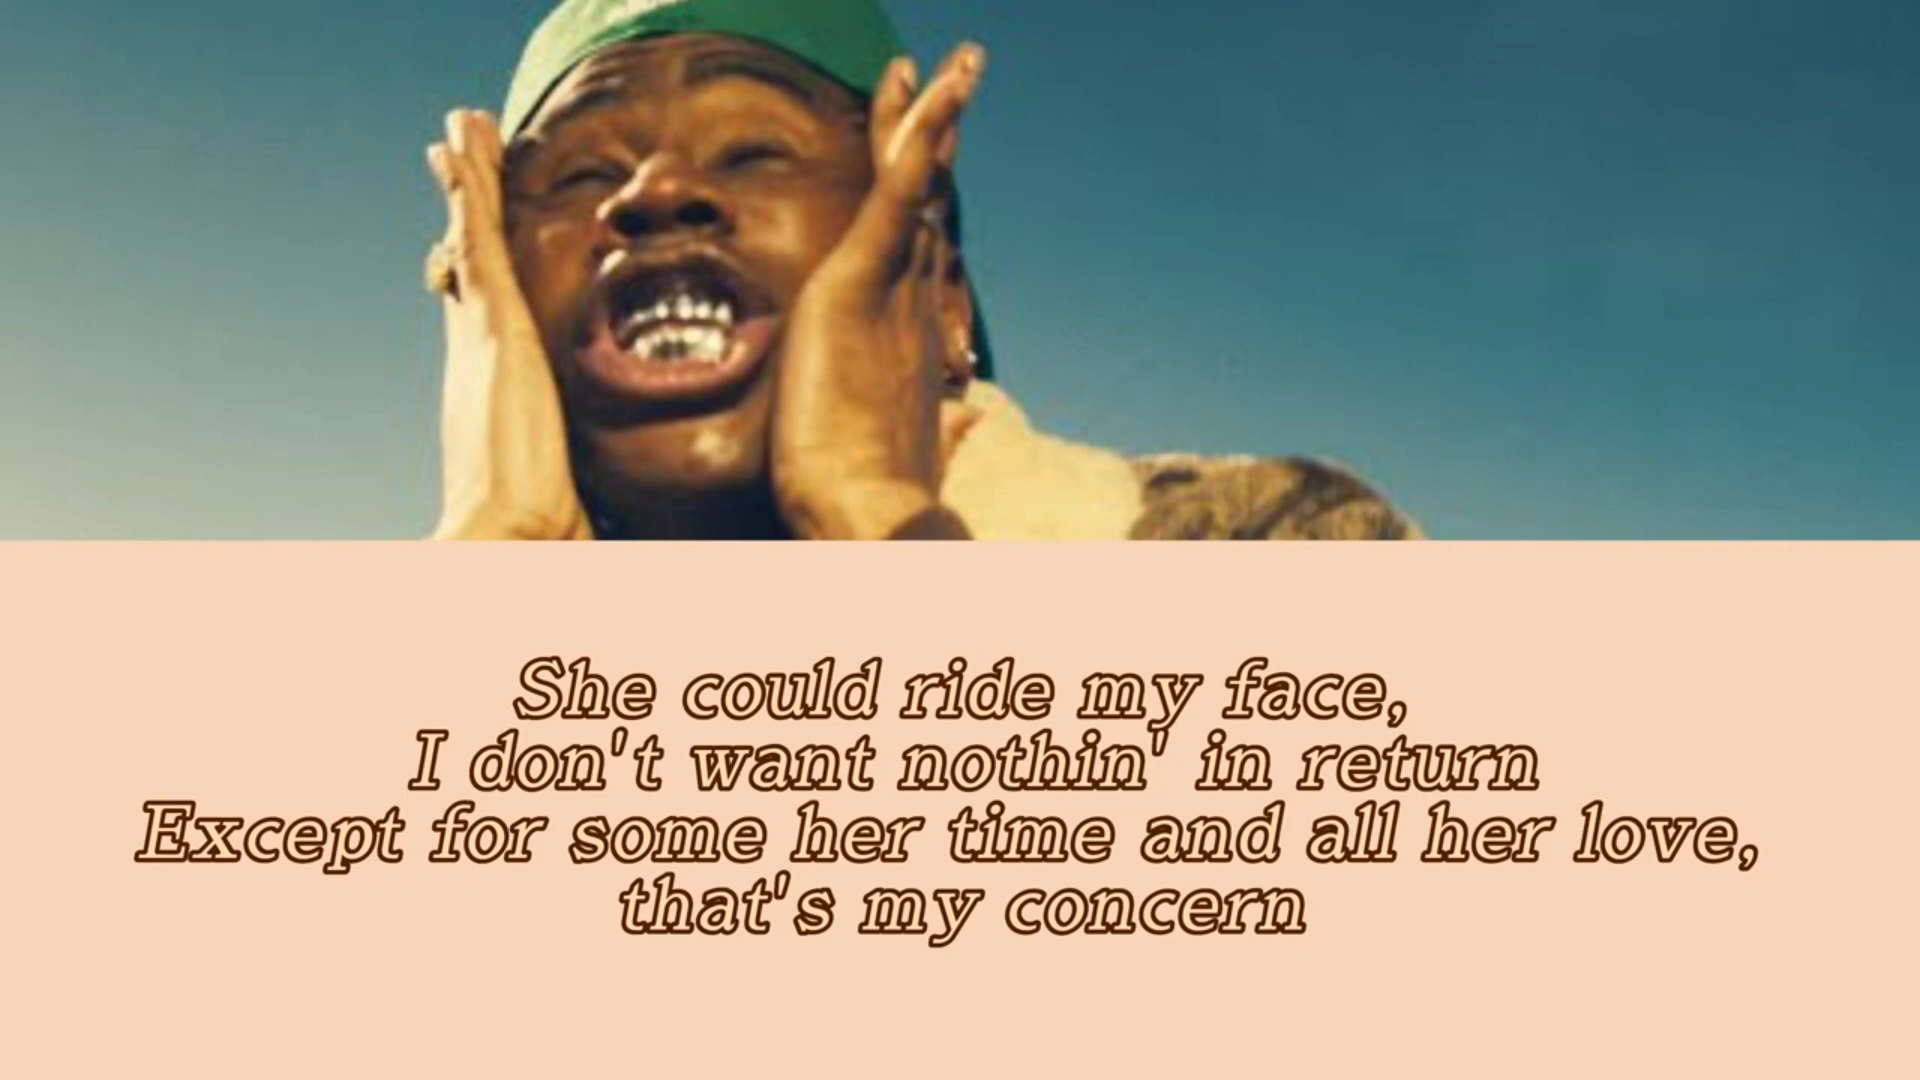 She could ride my face,
I don't want nothin' in return
Except for some her time and all her love,
that's my concern